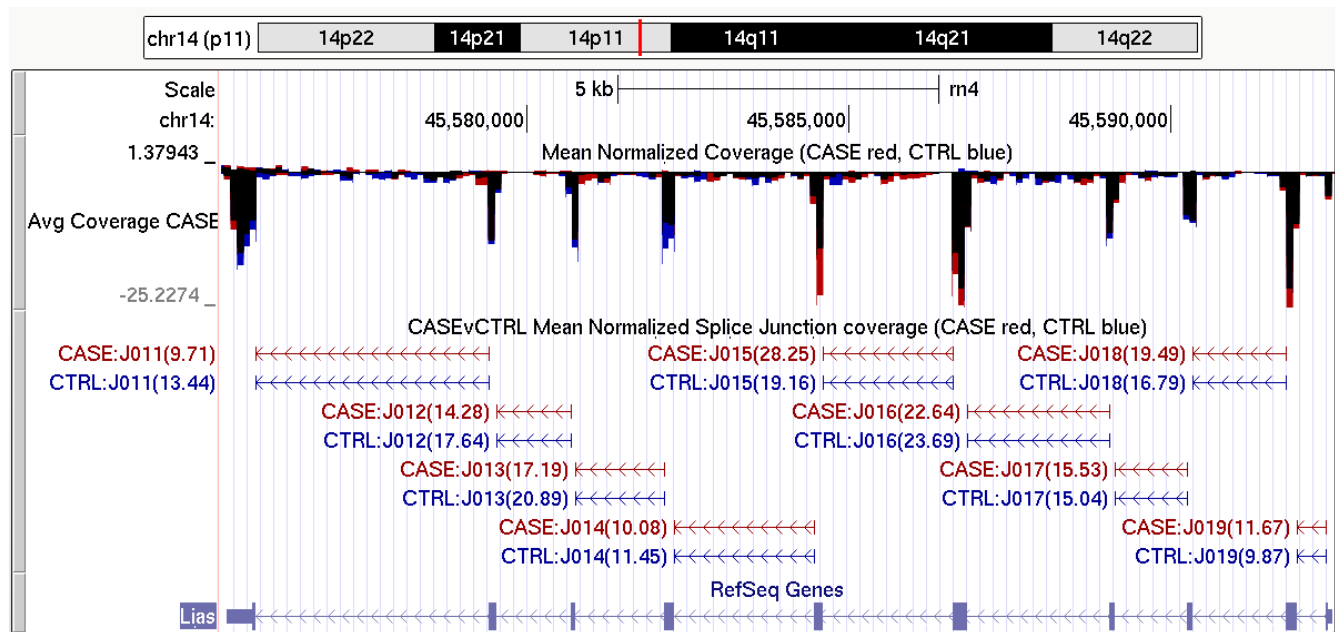 chr14 (p11) 14p22 14p21 14p11 14q11 14q21 14q22
Scale 5 kb rn4
chr14: 45,580,000 45,585,000 45,590,000
1.37943 _ Mean Normalized Coverage (CASE red, CTRL blue)
Avg Coverage CASE
-25.2274 _
CASEvCTRL Mean Normalized Splice Junction coverage (CASE red, CTRL blue)
CASE:J011(9.71) CASE:J015(28.25) CASE:J018(19.49)
CTRL:J011(13.44) CTRL:J015(19.16) CTRL:J018(16.79)
CASE:J012(14.28) CASE:J016(22.64)
CTRL:J012(17.64) CTRL:J016(23.69)
CASE:J013(17.19) CASE:J017(15.53)
CTRL:J013(20.89) CTRL:J017(15.04)
CASE:J014(10.08) CASE:J019(11.67)
CTRL:J014(11.45) CTRL:J019(9.87)
RefSeq Genes
Lias